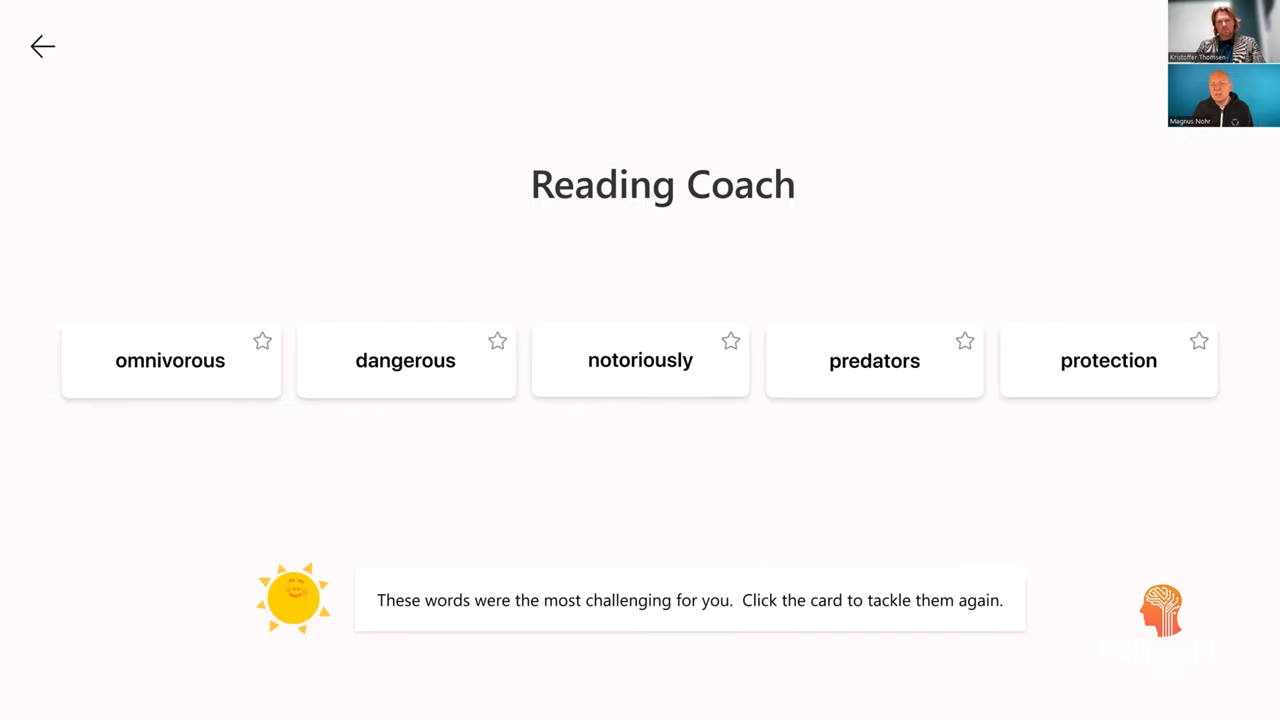 Kristoffer Thomsen
Magnus Nohr
Reading Coach
omnivorous
dangerous
notoriously
predators
protection
These words were the most challenging for you. Click the card to tackle them again.